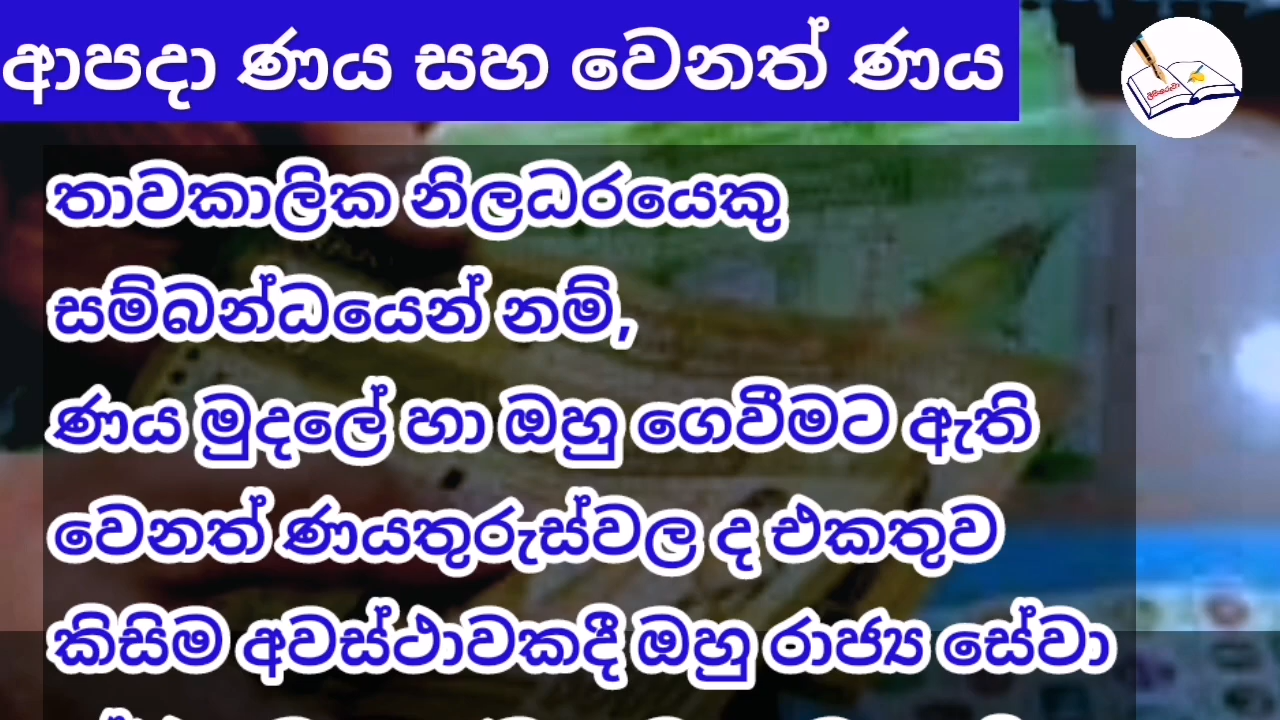 ආපදා ණය සහ වෙනත් ණය
තාවකාලික නිලධරයෙකු
සම්බන්ධයෙන් නම්,
ණය මුදලේ හා ඔහු ගෙවීමට ඇති
වෙනත් ණයතුරුස්වල ද එකතුව
කිසිම අවස්ථාවකදී ඔහු රාජ්‍ය සේවා